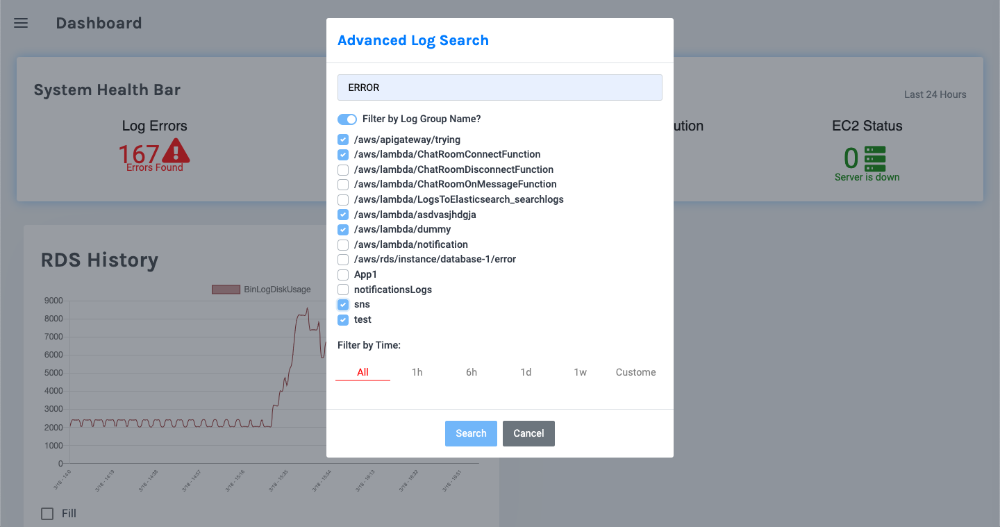 Dashboard
Advanced Log Search
ERROR
System Health Bar
Last 24 Hours
Log Errors
167
Errors Found
ution
EC2 Status
0
Server is down
Filter by Log Group Name?
/aws/apigateway/trying
/aws/lambda/ChatRoomConnectFunction
/aws/lambda/ChatRoomDisconnectFunction
/aws/lambda/ChatRoomOnMessageFunction
/aws/lambda/LogsToElasticsearch_searchlogs
/aws/lambda/asdvasjhdgja
/aws/lambda/dummy
/aws/lambda/notification
/aws/rds/instance/database-1/error
App1
notificationsLogs
sns
test
Filter by Time:
All 1h 6h 1d 1w Custome
Search Cancel
RDS History
BinLogDiskUsage
9000
8000
7000
6000
5000
4000
3000
2000
1000
0
3/18 - 14:0 3/18 - 14:19 3/18 - 14:38 3/18 - 14:57 3/18 - 15:16 3/18 - 15:35 3/18 - 15:54 3/18 - 16:13 3/18 - 16:32 3/18 - 16:51
Fill